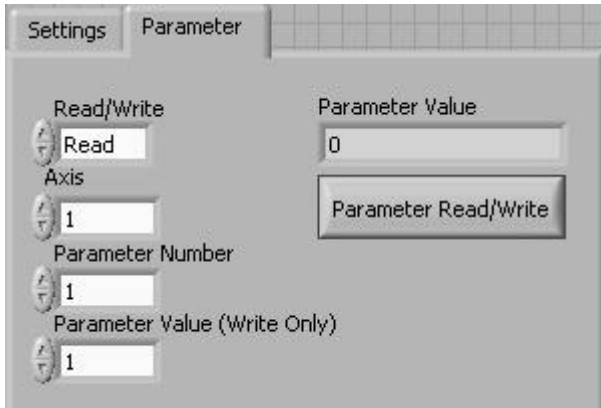 Settings
Parameter
Read/Write
Read
Axis
1
Parameter Number
1
Parameter Value (Write Only)
1
Parameter Value
0
Parameter Read/Write